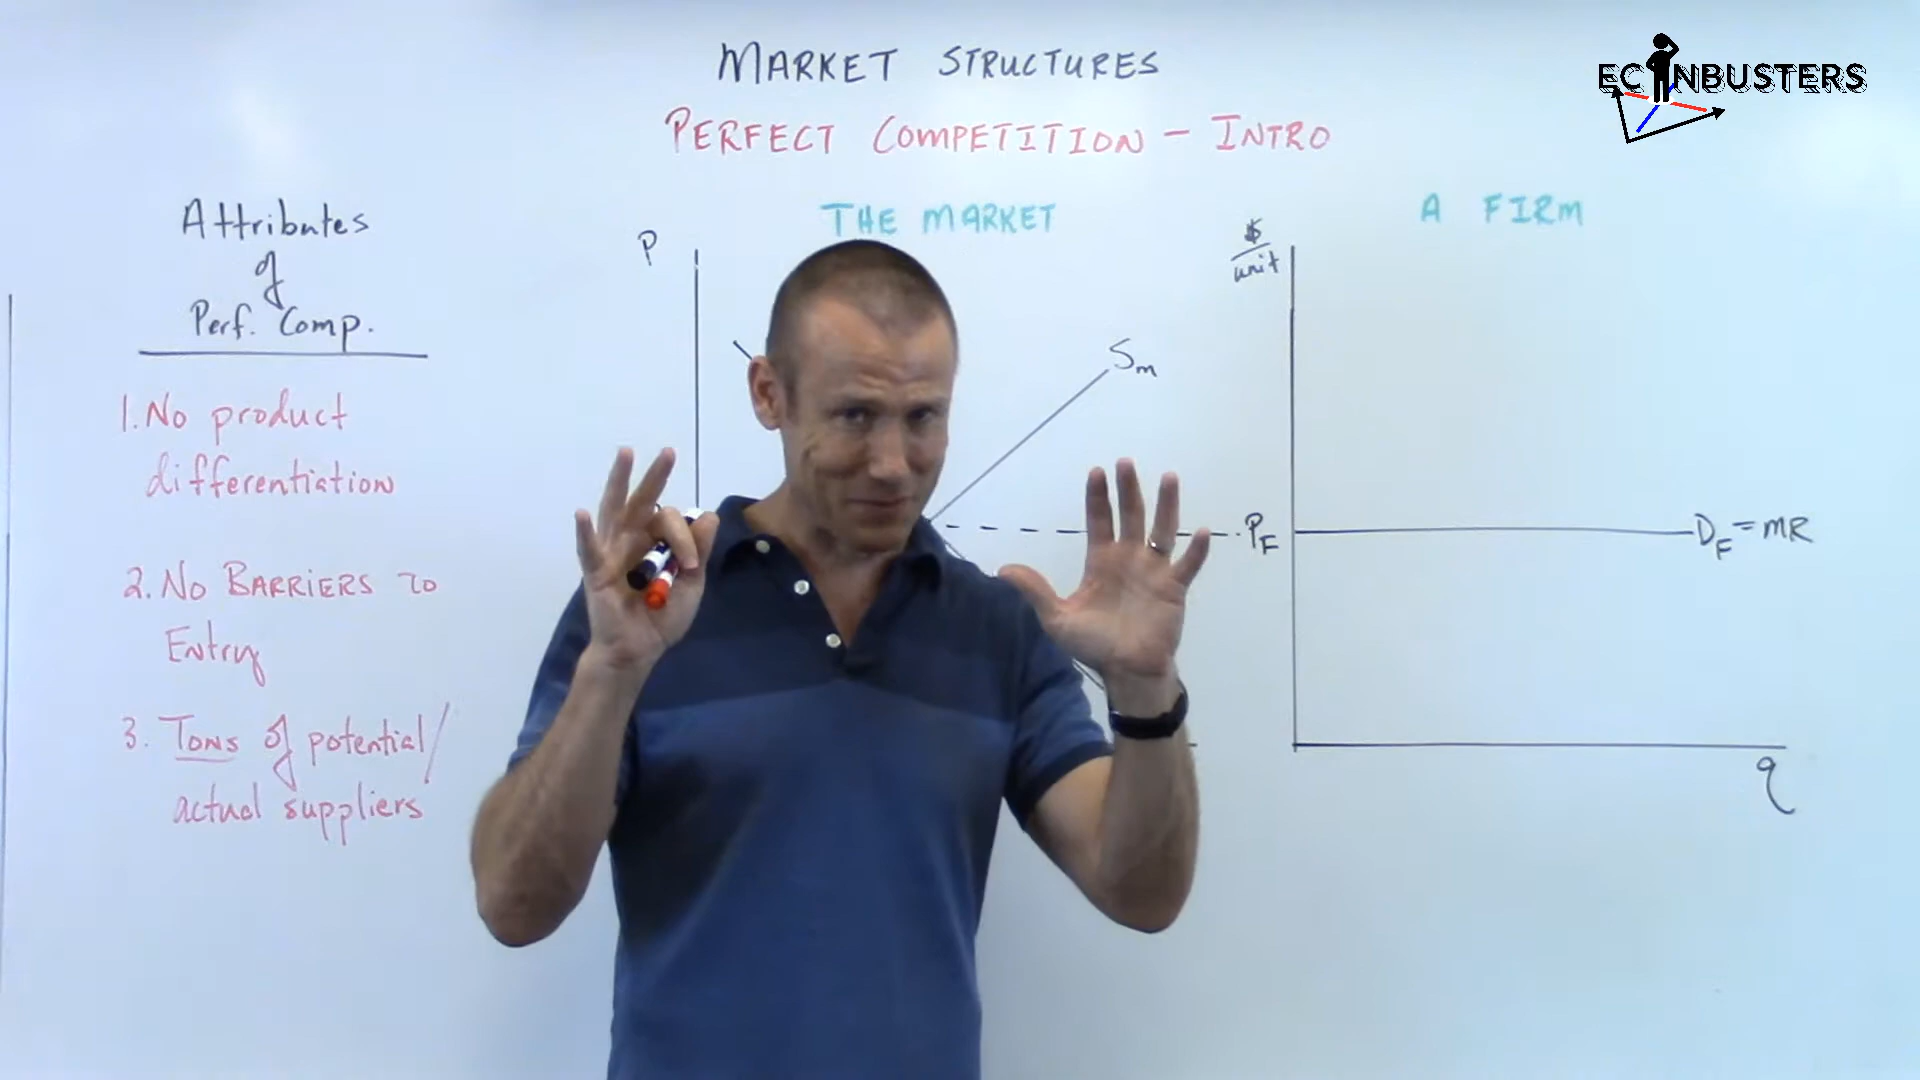 MARKET STRUCTURES
PERFECT COMPETITION - INTRO
ECONBUSTERS
Attributes
of
Perf. Comp.
1. No product
differentiation
2. NO BARRIERS TO
Entry
3. Tons of potential/
actual suppliers
THE MARKET
P
Sm
A FIRM
$/unit
PF
DF = MR
q